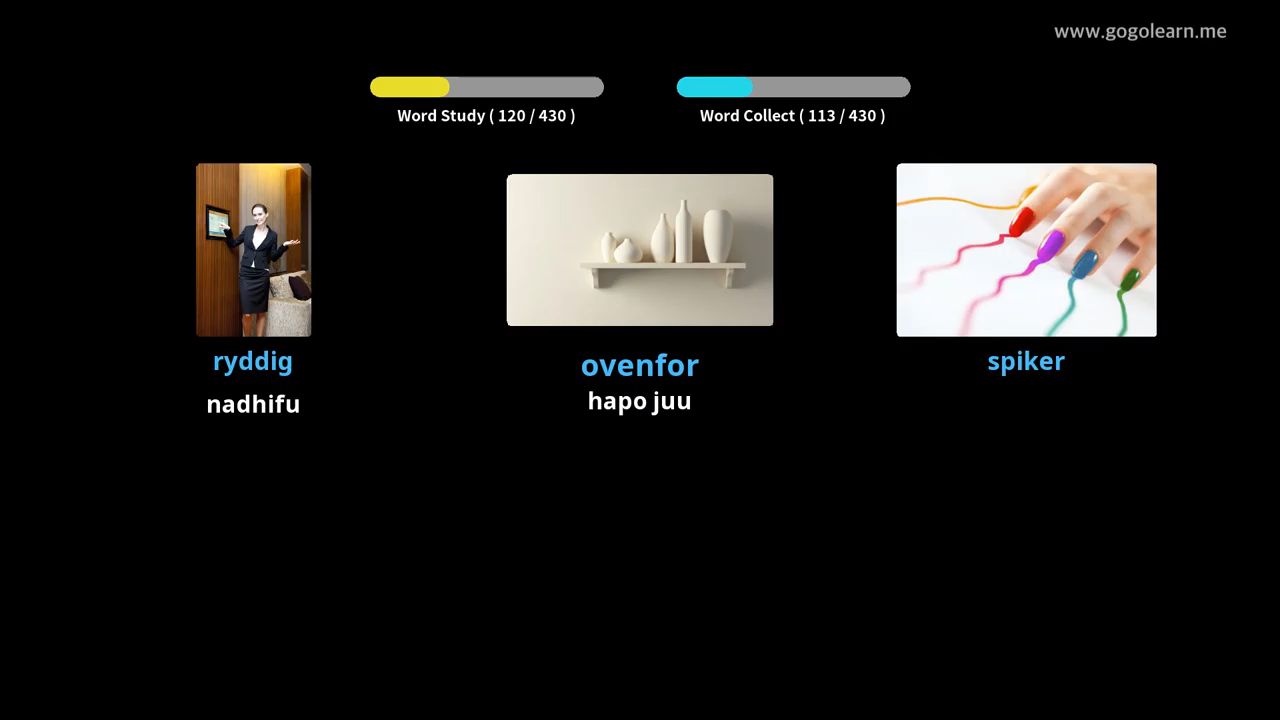 www.gogolearn.me
Word Study ( 120 / 430 )
Word Collect ( 113 / 430 )
ryddig
nadhifu
ovenfor
hapo juu
spiker